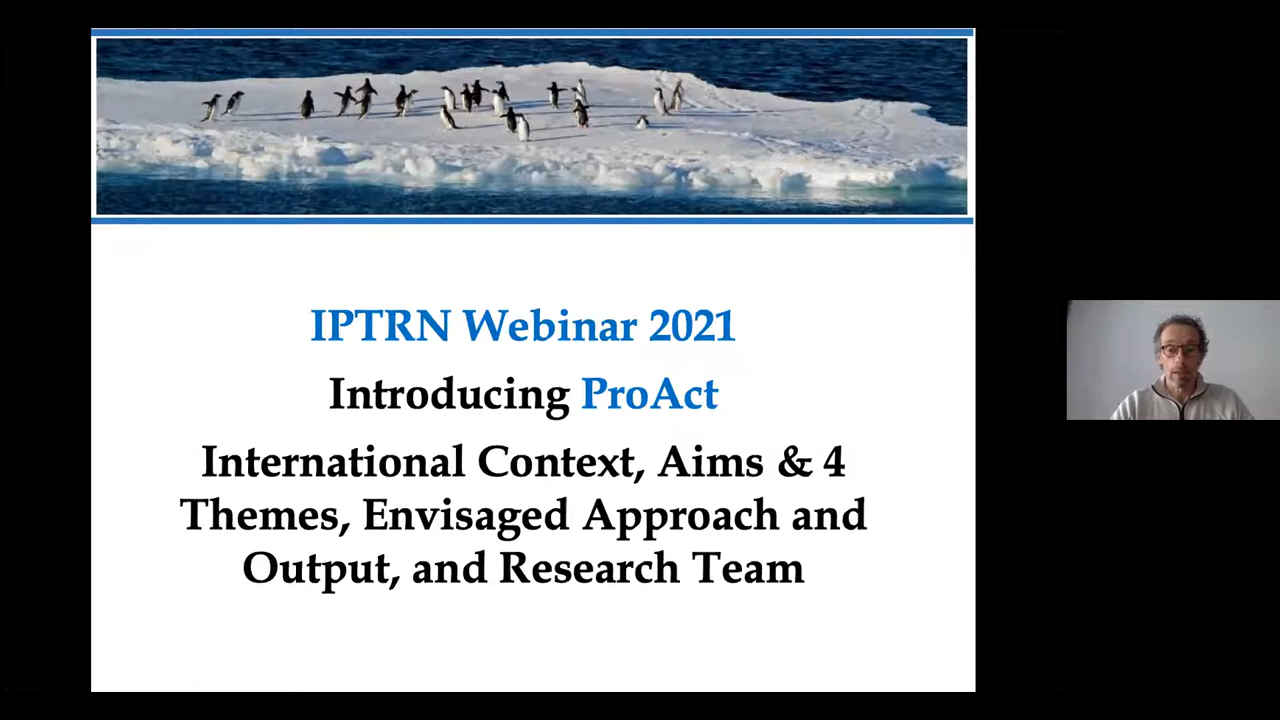 IPTRN Webinar 2021
Introducing ProAct
International Context, Aims & 4
Themes, Envisaged Approach and
Output, and Research Team